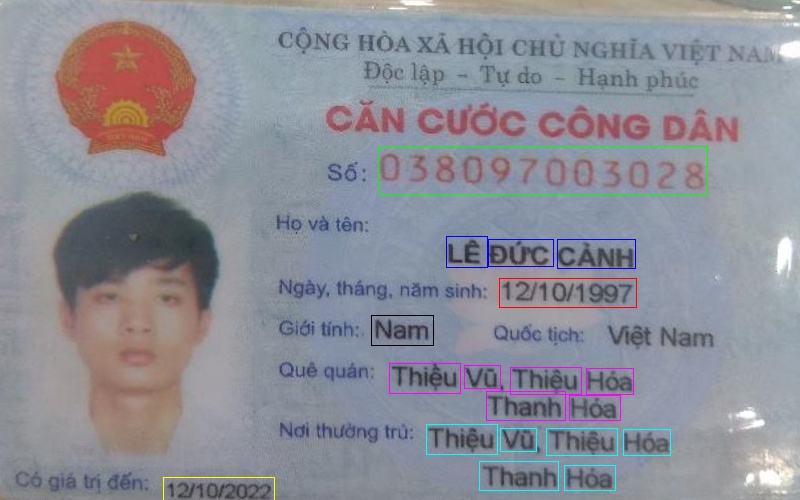 CỘNG HÒA XÃ HỘI CHỦ NGHĨA VIỆT NAM
Độc lập - Tự do - Hạnh phúc
CĂN CƯỚC CÔNG DÂN
Số: 038097003028
Họ và tên:
LÊ ĐỨC CẢNH
Ngày, tháng, năm sinh: 12/10/1997
Giới tính: Nam Quốc tịch: Việt Nam
Quê quán: Thiệu Vũ, Thiệu Hóa
Thanh Hóa
Nơi thường trú: Thiệu Vũ, Thiệu Hóa
Thanh Hóa
Có giá trị đến: 12/10/2022